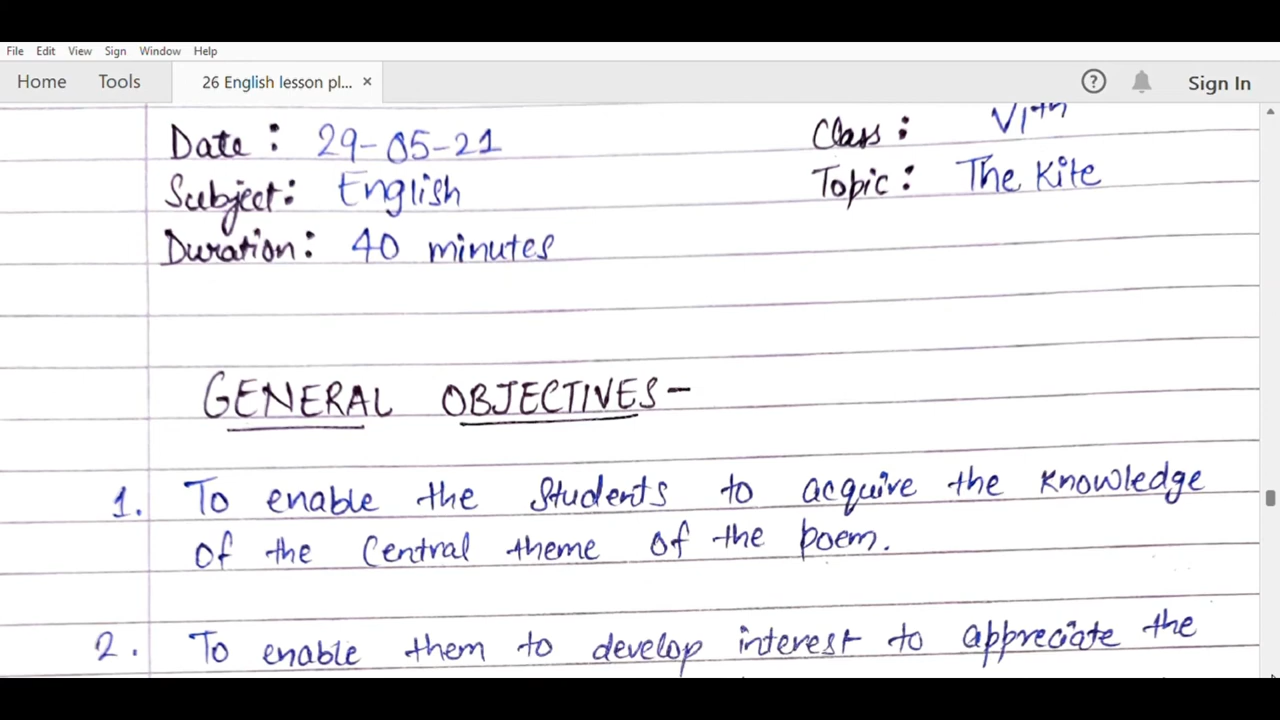 File Edit View Sign Window Help
Home Tools 26 English lesson pl... × ? Sign In
Date: 29-05-21 Class: VIth
Subject: English Topic: The Kite
Duration: 40 minutes
GENERAL OBJECTIVES-
1. To enable the Students to acquire the knowledge
of the Central theme of the poem.
2. To enable them to develop interest to appreciate the